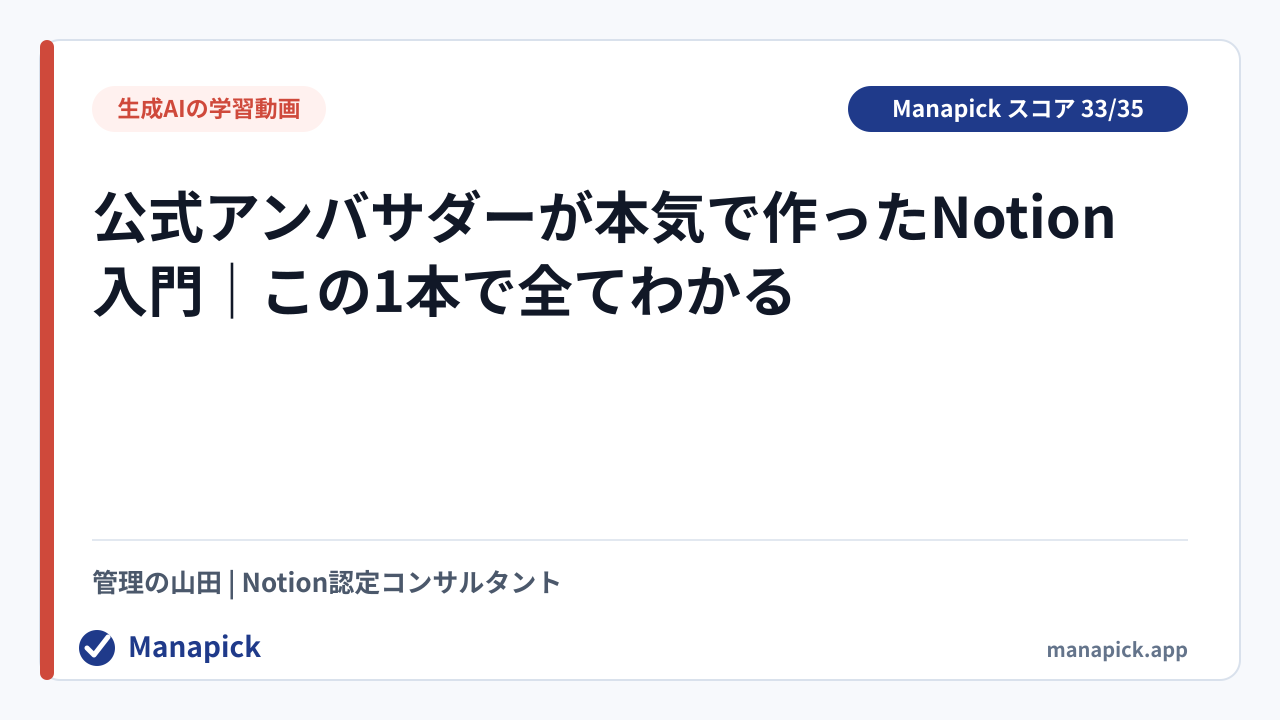 生成AIの学習動画
Manapick スコア 33/35
公式アンバサダーが本気で作ったNotion
入門｜この1本で全てわかる
管理の山田 | Notion認定コンサルタント
Manapick
manapick.app